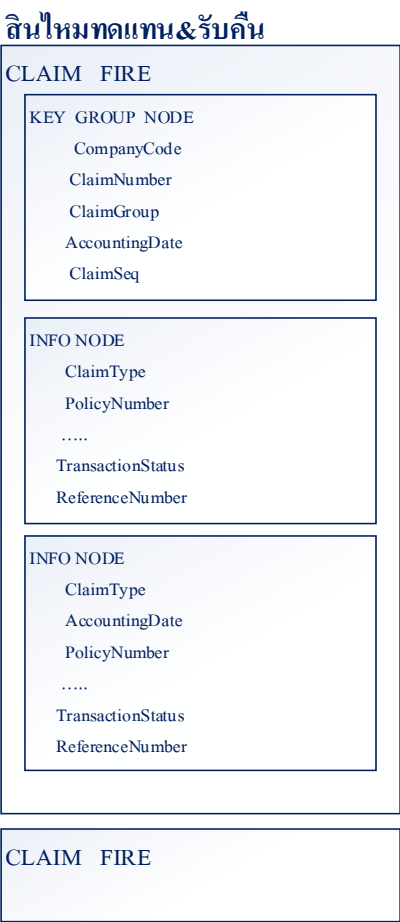 สินไหมทดแทน&รับคืน
CLAIM FIRE
KEY GROUP NODE
CompanyCode
ClaimNumber
ClaimGroup
AccountingDate
ClaimSeq
INFO NODE
ClaimType
PolicyNumber
…..
TransactionStatus
ReferenceNumber
INFO NODE
ClaimType
AccountingDate
PolicyNumber
…..
TransactionStatus
ReferenceNumber
CLAIM FIRE